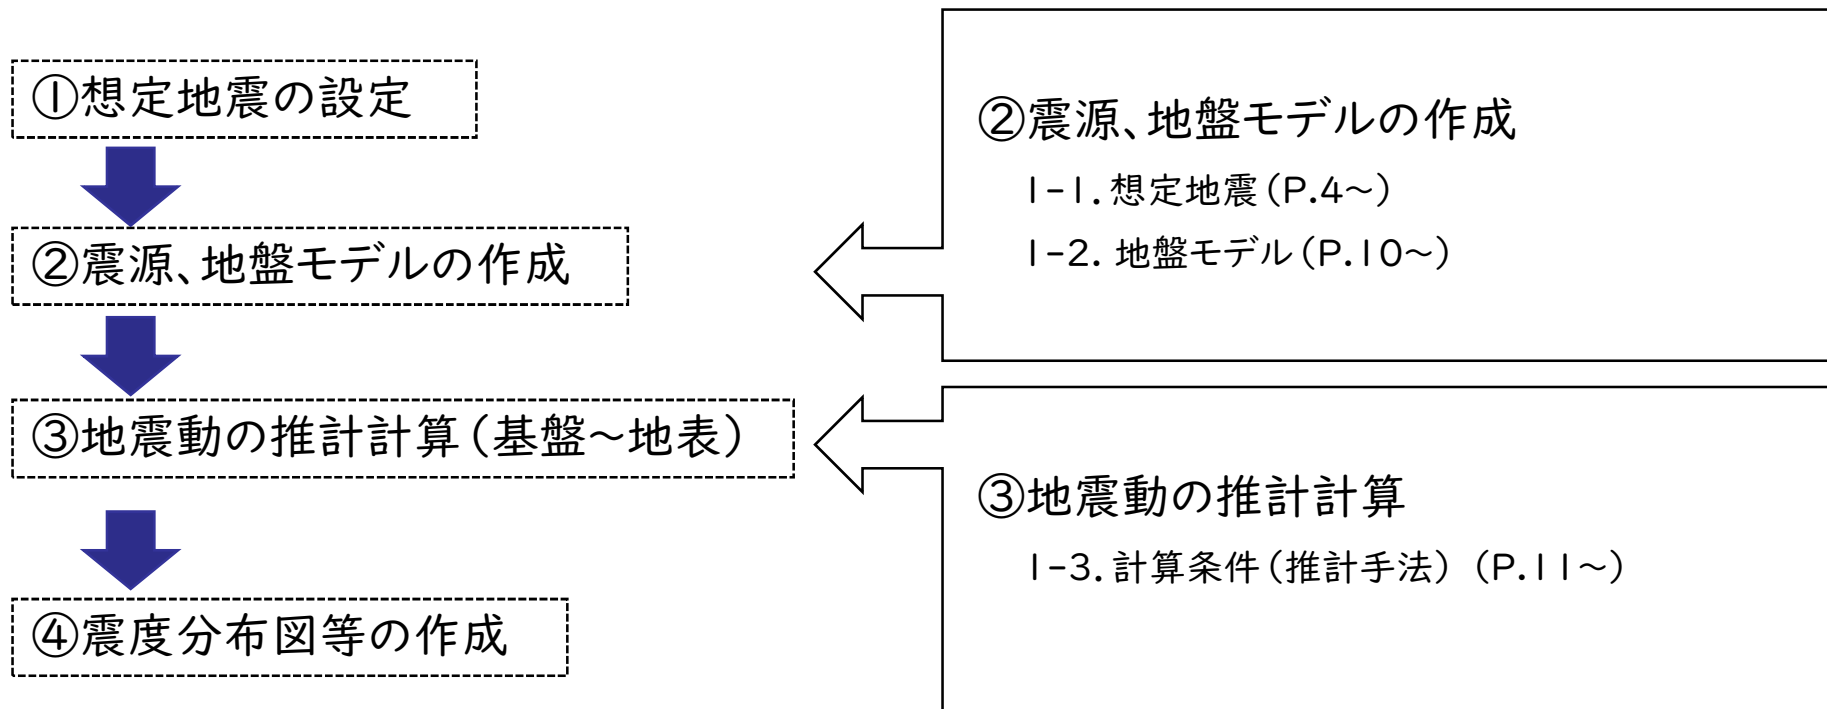 ①想定地震の設定
②震源、地盤モデルの作成
③地震動の推計計算(基盤~地表)
④震度分布図等の作成
②震源、地盤モデルの作成
1-1.想定地震(P.4~)
1-2.地盤モデル(P.10~)
③地震動の推計計算
1-3.計算条件(推計手法)(P.11~)